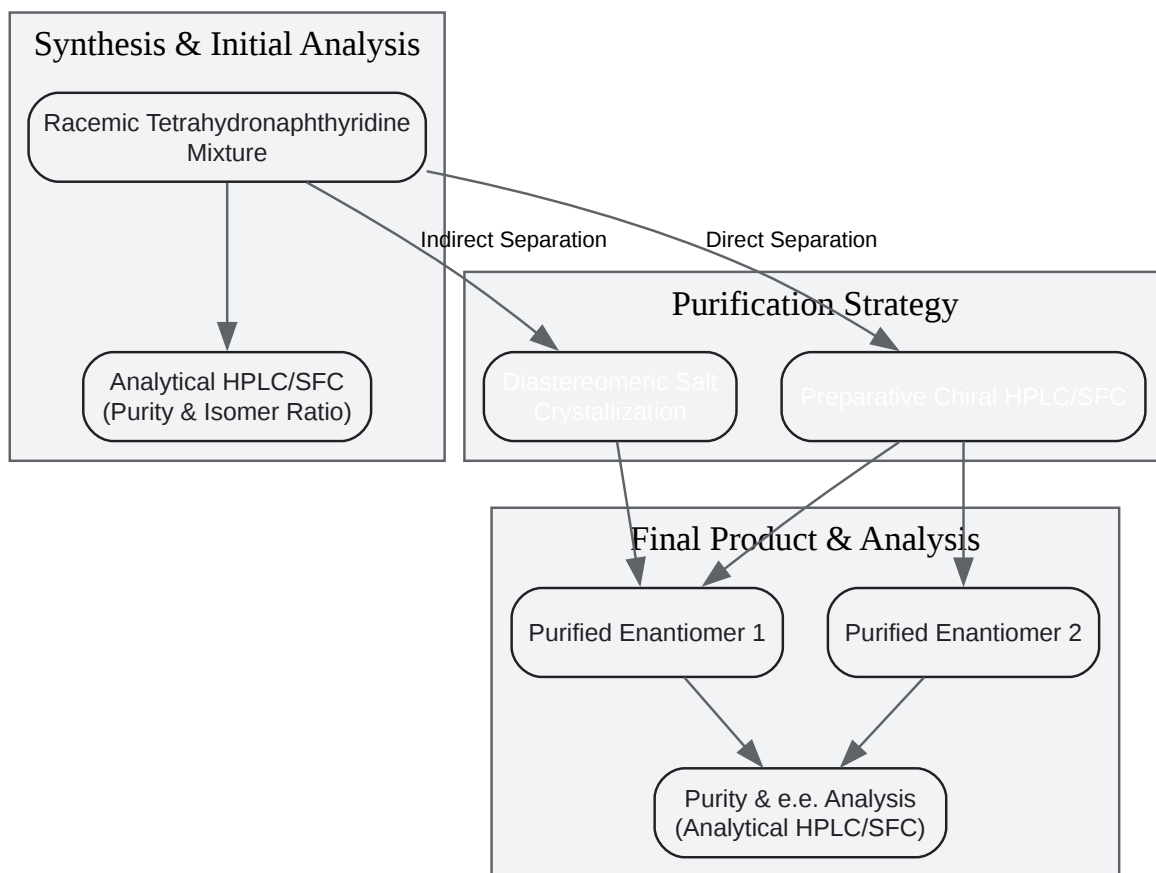 Synthesis & Initial Analysis
Racemic Tetrahydronaphthyridine
Mixture
Indirect Separation
Direct Separation
Purification Strategy
Analytical HPLC/SFC
(Purity & Isomer Ratio)
Diastereomeric Salt
Crystallization
Preparative Chiral HPLC/SFC
Final Product & Analysis
Purified Enantiomer 1
Purified Enantiomer 2
Purity & e.e. Analysis
(Analytical HPLC/SFC)